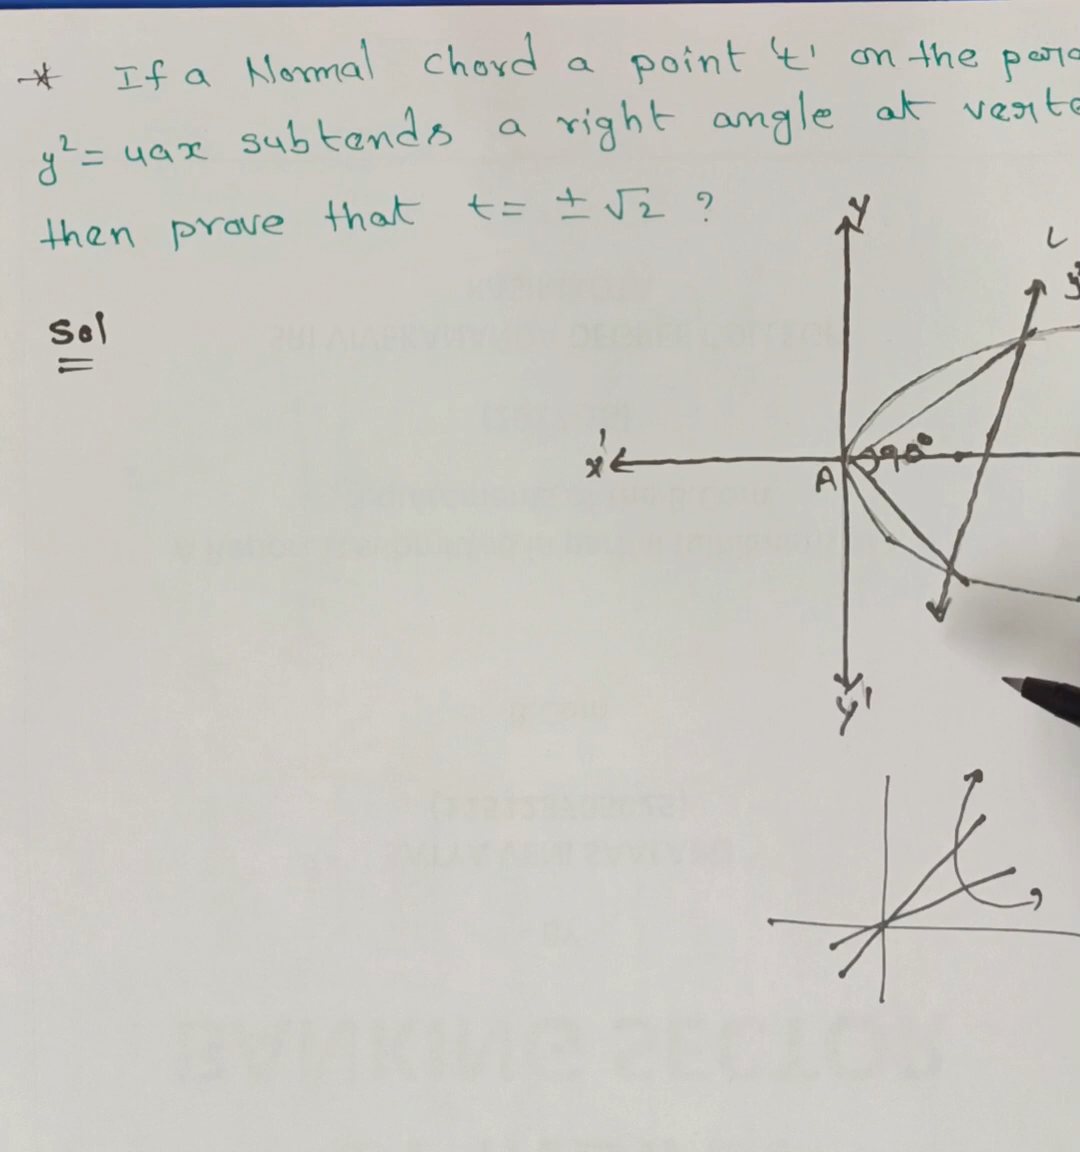 * If a Normal chord a point 't' on the para
y² = 4ax subtends a right angle at verte
then prove that t = ± √2 ?
Sol
y
L
y²
90°
x'
A
y'